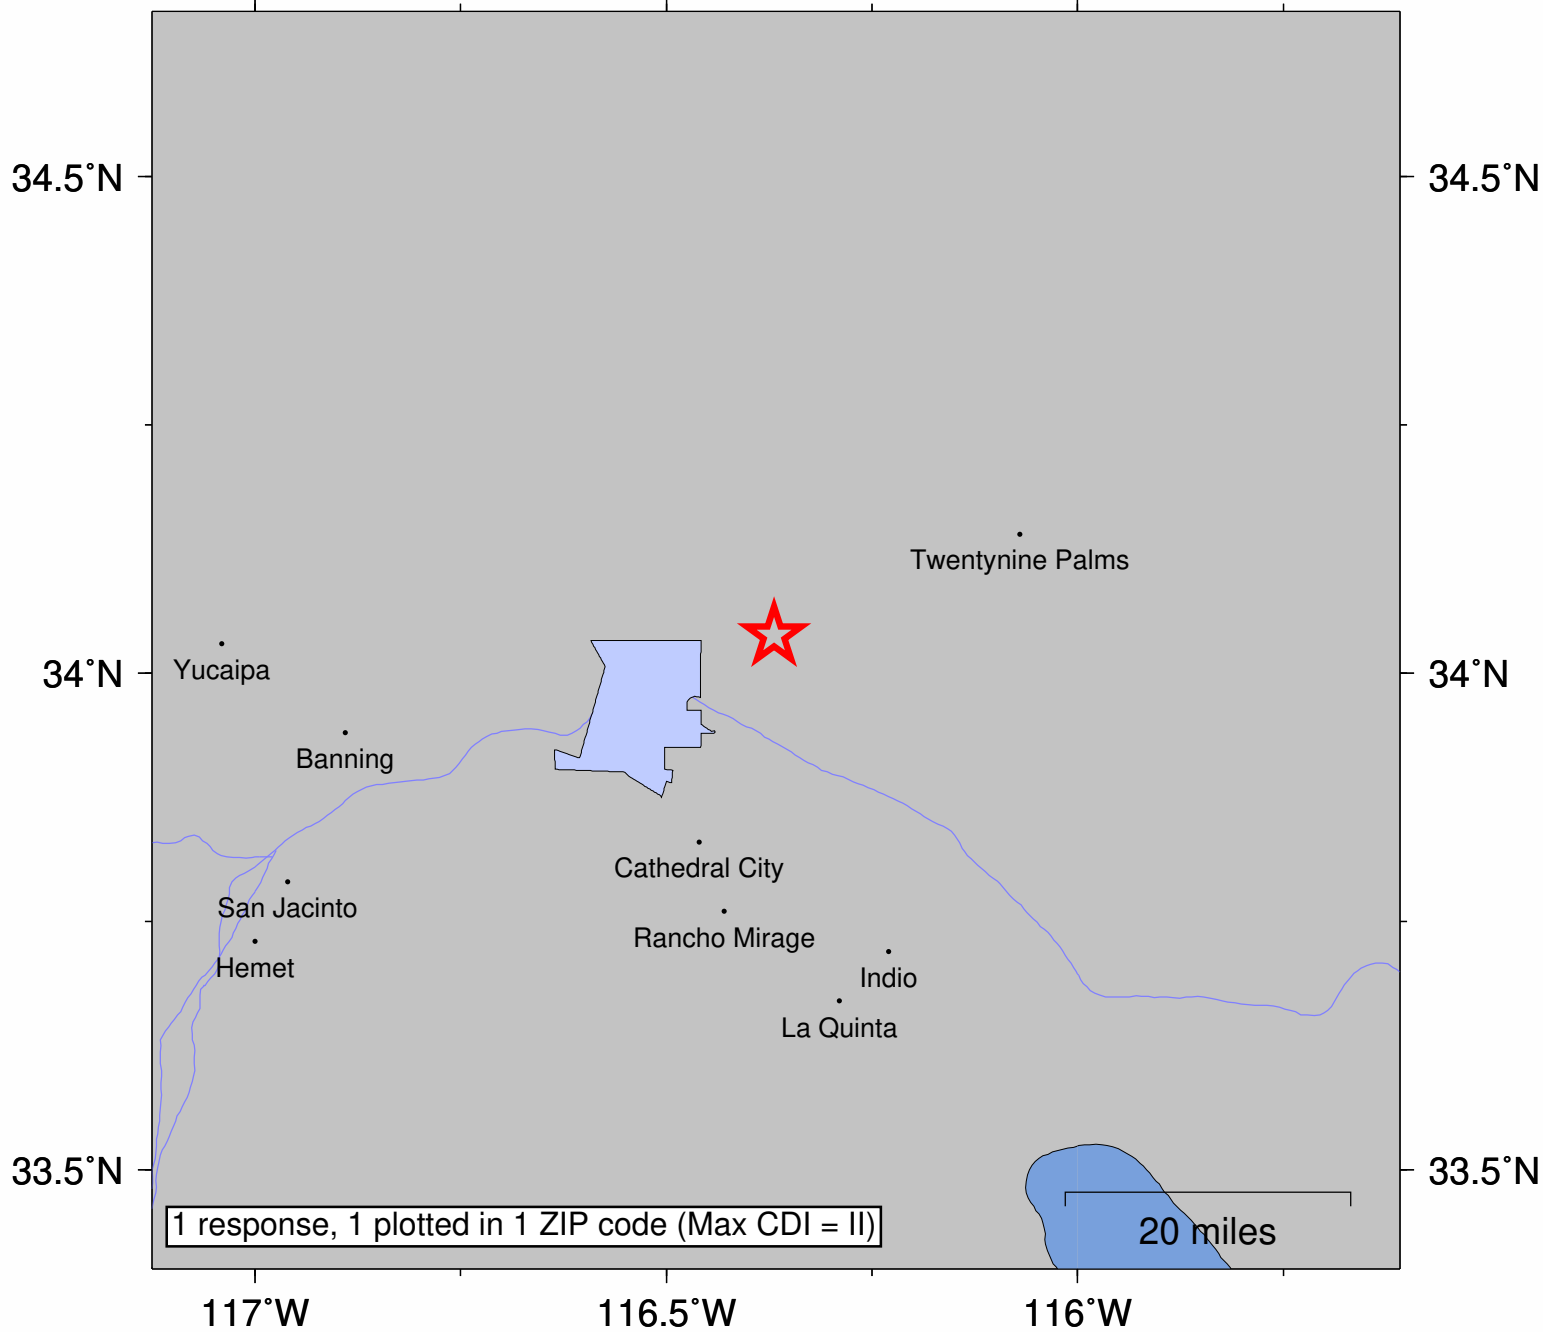 34.5°N
34.5°N
Twentynine Palms
Yucaipa
34°N
34°N
Banning
Cathedral City
San Jacinto
Rancho Mirage
Hemet
Indio
La Quinta
33.5°N
33.5°N
1 response, 1 plotted in 1 ZIP code (Max CDI = II)
20 miles
117°W
116.5°W
116°W